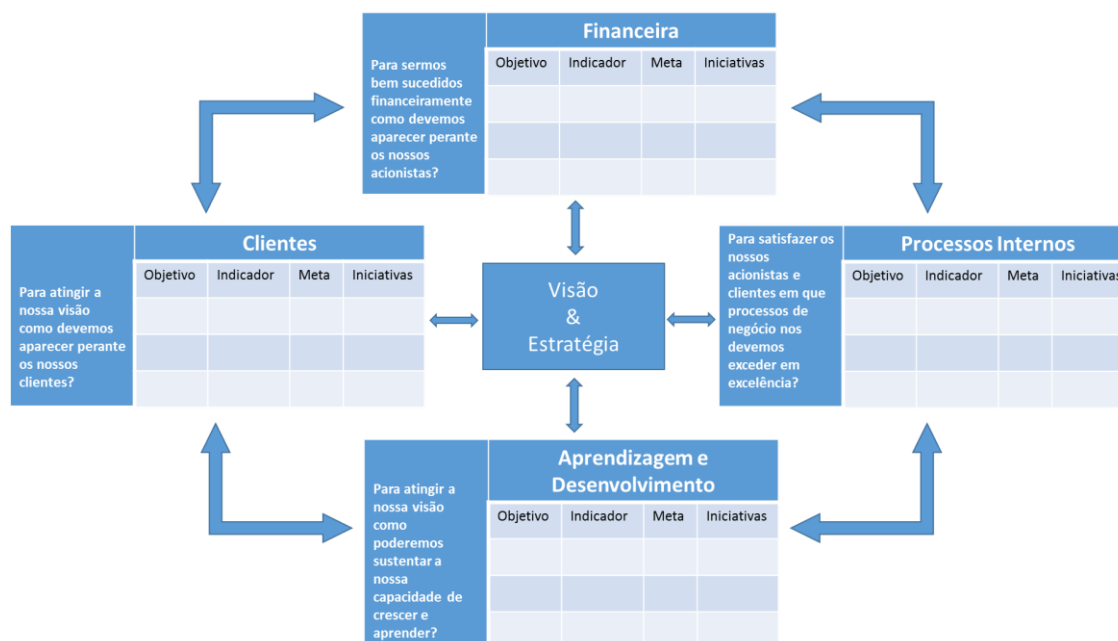 Financeira
Para sermos
bem sucedidos
financeiramente
como devemos
aparecer perante
os nossos
acionistas?
Objetivo Indicador Meta Iniciativas
Clientes
Para atingir a
nossa visão
como devemos
aparecer perante
os nossos
clientes?
Objetivo Indicador Meta Iniciativas
Visão
&
Estratégia
Processos Internos
Para satisfazer os
nossos
acionistas e
clientes em que
processos de
negócio nos
devemos
exceder em
excelência?
Objetivo Indicador Meta Iniciativas
Aprendizagem e
Desenvolvimento
Para atingir a
nossa visão
como
poderemos
sustentar a
nossa
capacidade de
crescer e
aprender?
Objetivo Indicador Meta Iniciativas